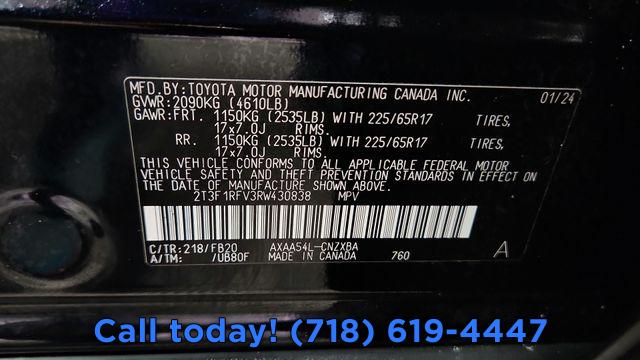 MFD.BY: TOYOTA MOTOR MANUFACTURING CANADA INC. 01/24
GVWR: 2090KG (4610LB)
GAWR: FRT. 1150KG (2535LB) WITH 225/65R17 TIRES,
17x7.0J RIMS.
RR. 1150KG (2535LB) WITH 225/65R17 TIRES,
17x7.0J RIMS.
THIS VEHICLE CONFORMS TO ALL APPLICABLE FEDERAL MOTOR
VEHICLE SAFETY AND THEFT PREVENTION STANDARDS IN EFFECT ON
THE DATE OF MANUFACTURE SHOWN ABOVE.
2T3F1RFV3RW430838 MPV
C/TR: 218/FB20 AXAA54L-CNZXBA A
A/TM: /UB80F MADE IN CANADA 760
Call today! (718) 619-4447